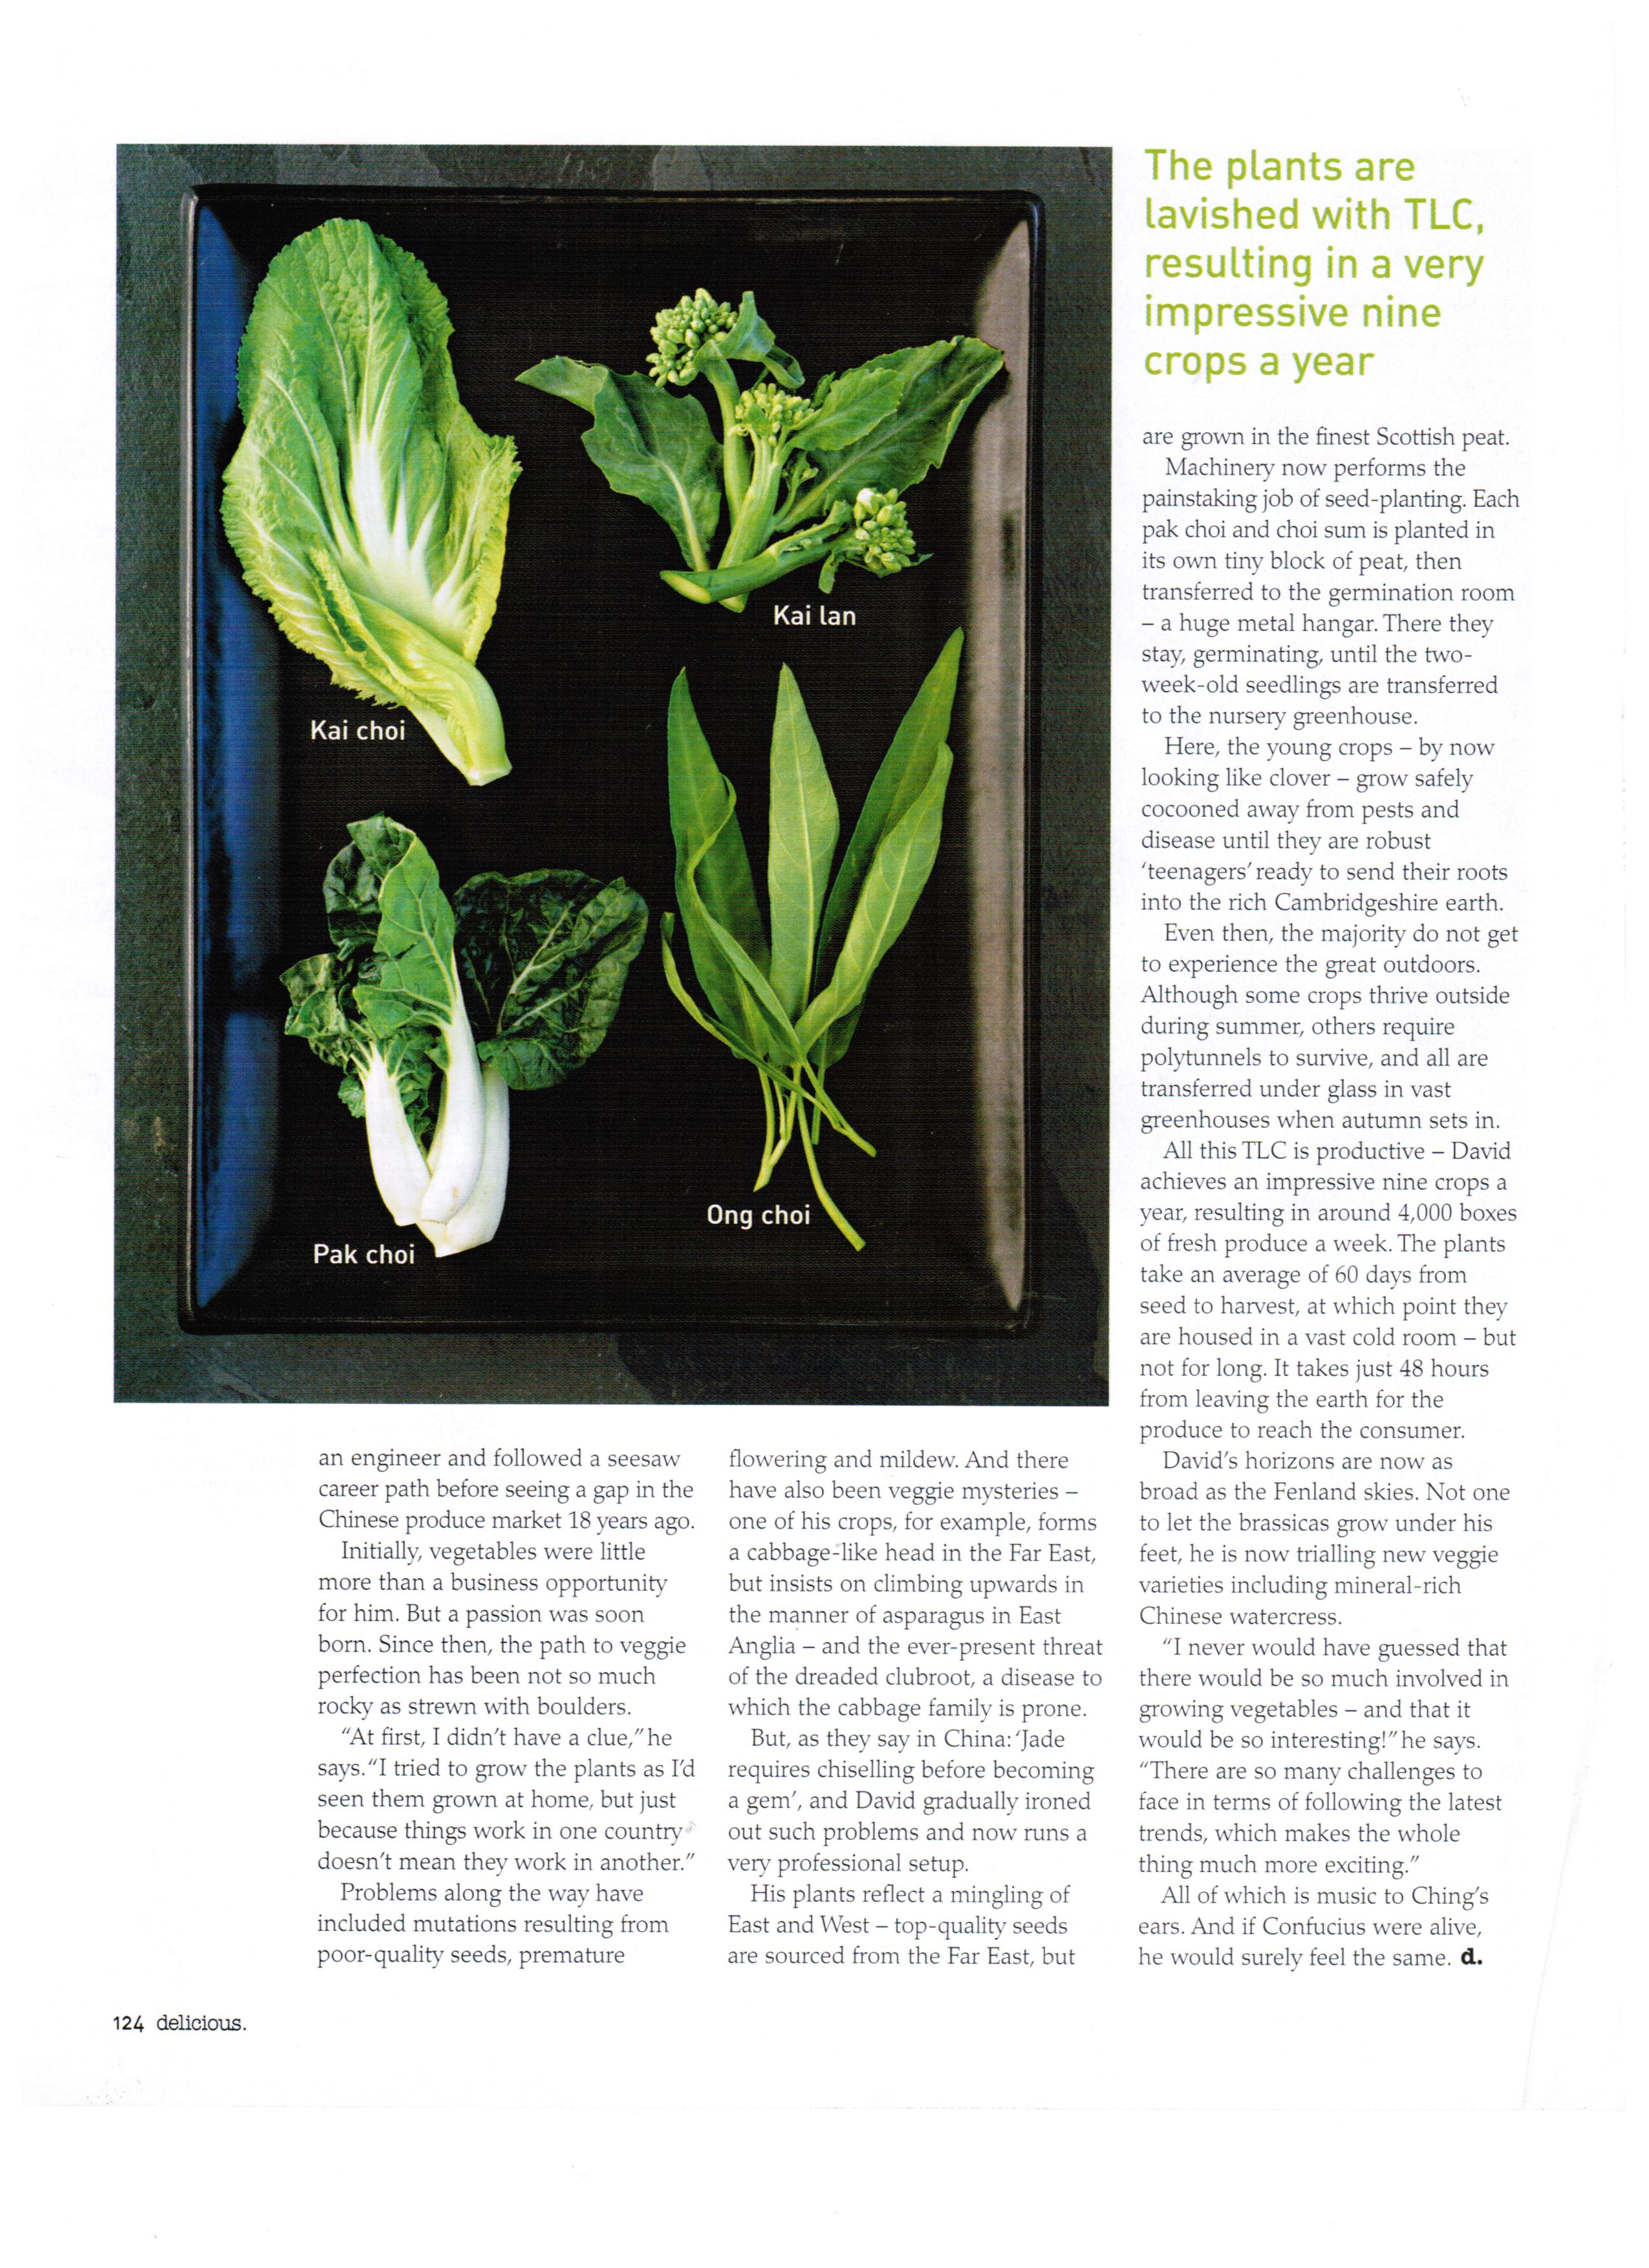 The plants are
lavished with TLC,
resulting in a very
impressive nine
crops a year
Kai choi
Kai lan
Pak choi
Ong choi
an engineer and followed a seesaw
career path before seeing a gap in the
Chinese produce market 18 years ago.
Initially, vegetables were little
more than a business opportunity
for him. But a passion was soon
born. Since then, the path to veggie
perfection has been not so much
rocky as strewn with boulders.
“At first, I didn’t have a clue,” he
says. “I tried to grow the plants as I’d
seen them grown at home, but just
because things work in one country
doesn’t mean they work in another.”
Problems along the way have
included mutations resulting from
poor-quality seeds, premature
flowering and mildew. And there
have also been veggie mysteries –
one of his crops, for example, forms
a cabbage-like head in the Far East,
but insists on climbing upwards in
the manner of asparagus in East
Anglia – and the ever-present threat
of the dreaded clubroot, a disease to
which the cabbage family is prone.
But, as they say in China: ‘Jade
requires chiselling before becoming
a gem’, and David gradually ironed
out such problems and now runs a
very professional setup.
His plants reflect a mingling of
East and West – top-quality seeds
are sourced from the Far East, but
are grown in the finest Scottish peat.
Machinery now performs the
painstaking job of seed-planting. Each
pak choi and choi sum is planted in
its own tiny block of peat, then
transferred to the germination room
– a huge metal hangar. There they
stay, germinating, until the two-
week-old seedlings are transferred
to the nursery greenhouse.
Here, the young crops – by now
looking like clover – grow safely
cocooned away from pests and
disease until they are robust
‘teenagers’ ready to send their roots
into the rich Cambridgeshire earth.
Even then, the majority do not get
to experience the great outdoors.
Although some crops thrive outside
during summer, others require
polytunnels to survive, and all are
transferred under glass in vast
greenhouses when autumn sets in.
All this TLC is productive – David
achieves an impressive nine crops a
year, resulting in around 4,000 boxes
of fresh produce a week. The plants
take an average of 60 days from
seed to harvest, at which point they
are housed in a vast cold room – but
not for long. It takes just 48 hours
from leaving the earth for the
produce to reach the consumer.
David’s horizons are now as
broad as the Fenland skies. Not one
to let the brassicas grow under his
feet, he is now trialling new veggie
varieties including mineral-rich
Chinese watercress.
“I never would have guessed that
there would be so much involved in
growing vegetables – and that it
would be so interesting!” he says.
“There are so many challenges to
face in terms of following the latest
trends, which makes the whole
thing much more exciting.”
All of which is music to Ching’s
ears. And if Confucius were alive,
he would surely feel the same. d.
124 delicious.